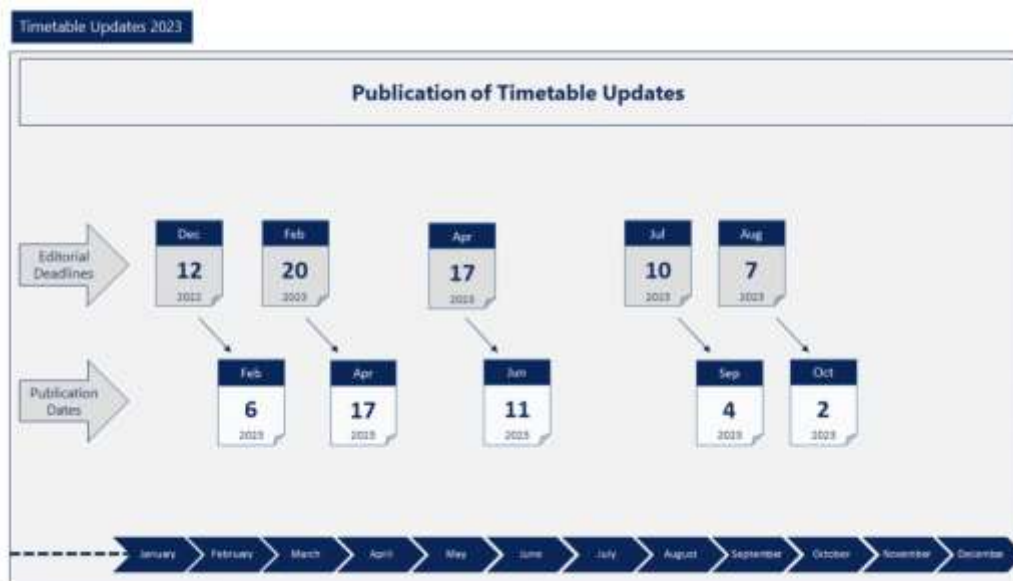 Timetable Updates 2023
Publication of Timetable Updates
Editorial
Deadlines
Dec
12
2022
Feb
20
2023
Apr
17
2023
Jul
10
2023
Aug
7
2023
Publication
Dates
Feb
6
2023
Apr
17
2023
Jun
11
2023
Sep
4
2023
Oct
2
2023
January
February
March
April
May
June
July
August
September
October
November
December